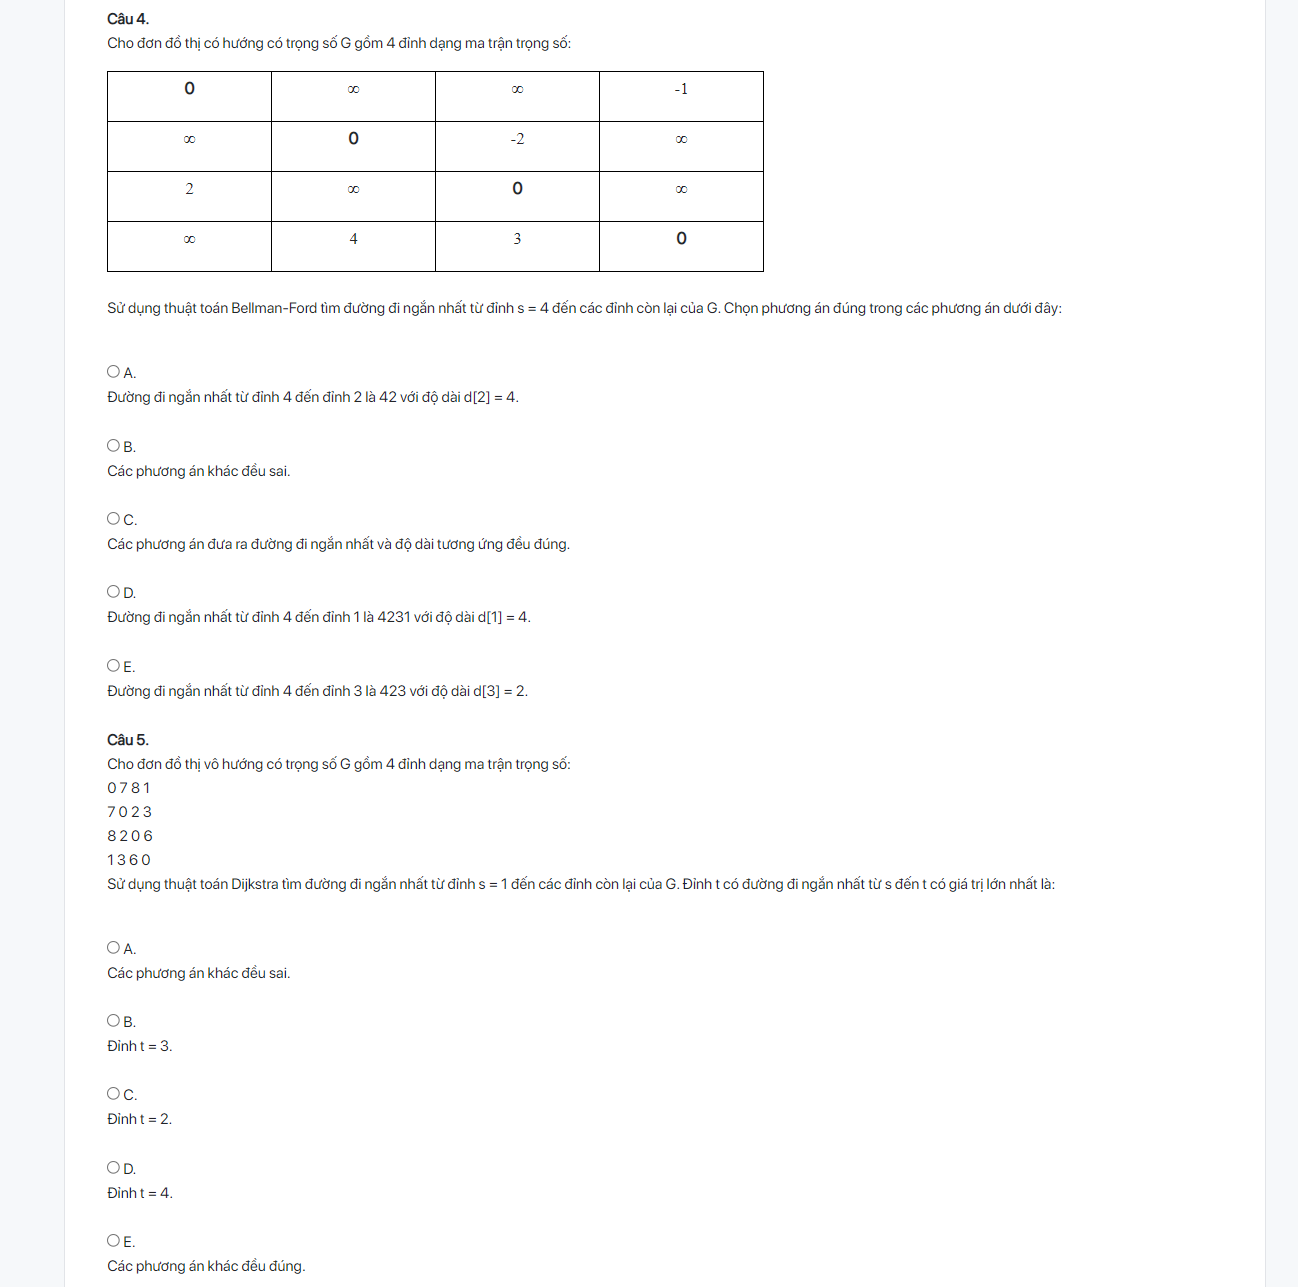 Câu 4.
Cho đơn đồ thị có hướng có trọng số G gồm 4 đỉnh dạng ma trận trọng số:
0 ∞ ∞ -1
∞ 0 -2 ∞
2 ∞ 0 ∞
∞ 4 3 0
Sử dụng thuật toán Bellman-Ford tìm đường đi ngắn nhất từ đỉnh s = 4 đến các đỉnh còn lại của G. Chọn phương án đúng trong các phương án dưới đây:
A.
Đường đi ngắn nhất từ đỉnh 4 đến đỉnh 2 là 42 với độ dài d[2] = 4.
B.
Các phương án khác đều sai.
C.
Các phương án đưa ra đường đi ngắn nhất và độ dài tương ứng đều đúng.
D.
Đường đi ngắn nhất từ đỉnh 4 đến đỉnh 1 là 4231 với độ dài d[1] = 4.
E.
Đường đi ngắn nhất từ đỉnh 4 đến đỉnh 3 là 423 với độ dài d[3] = 2.
Câu 5.
Cho đơn đồ thị vô hướng có trọng số G gồm 4 đỉnh dạng ma trận trọng số:
0 7 8 1
7 0 2 3
8 2 0 6
1 3 6 0
Sử dụng thuật toán Dijkstra tìm đường đi ngắn nhất từ đỉnh s = 1 đến các đỉnh còn lại của G. Đỉnh t có đường đi ngắn nhất từ s đến t có giá trị lớn nhất là:
A.
Các phương án khác đều sai.
B.
Đỉnh t = 3.
C.
Đỉnh t = 2.
D.
Đỉnh t = 4.
E.
Các phương án khác đều đúng.